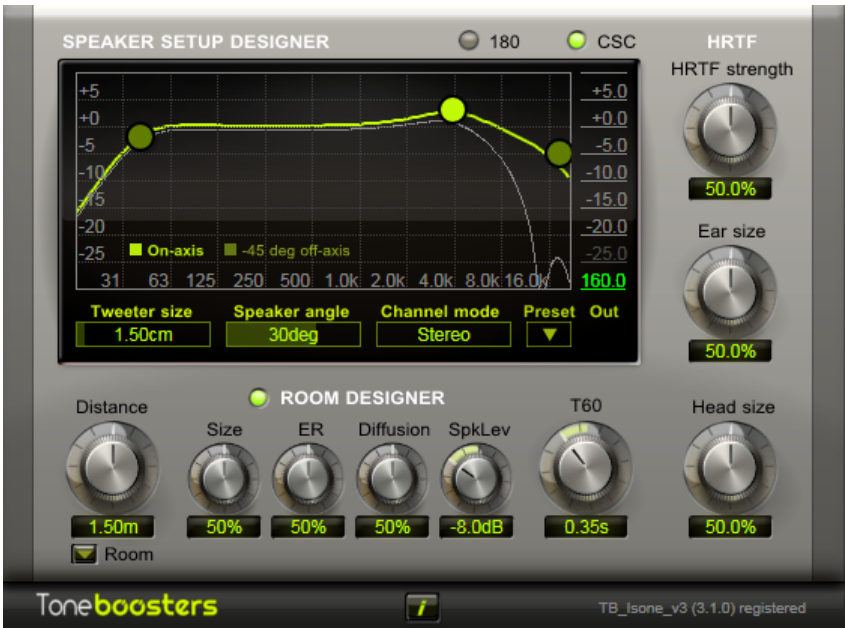 SPEAKER SETUP DESIGNER 180 CSC HRTF
HRTF strength
+5 +5.0
+0 +0.0
-5 -5.0
-10 -10.0
-15 -15.0
50.0%
-20 -20.0
Ear size
-25 On-axis -45 deg off-axis -25.0
31 63 125 250 500 1.0k 2.0k 4.0k 8.0k 16.0k 160.0
Tweeter size Speaker angle Channel mode Preset Out
1.50cm 30deg Stereo
50.0%
ROOM DESIGNER
Distance T60 Head size
Size ER Diffusion SpkLev
1.50m 50% 50% 50% -8.0dB 0.35s 50.0%
Room
Toneboosters i TB_Isone_v3 (3.1.0) registered